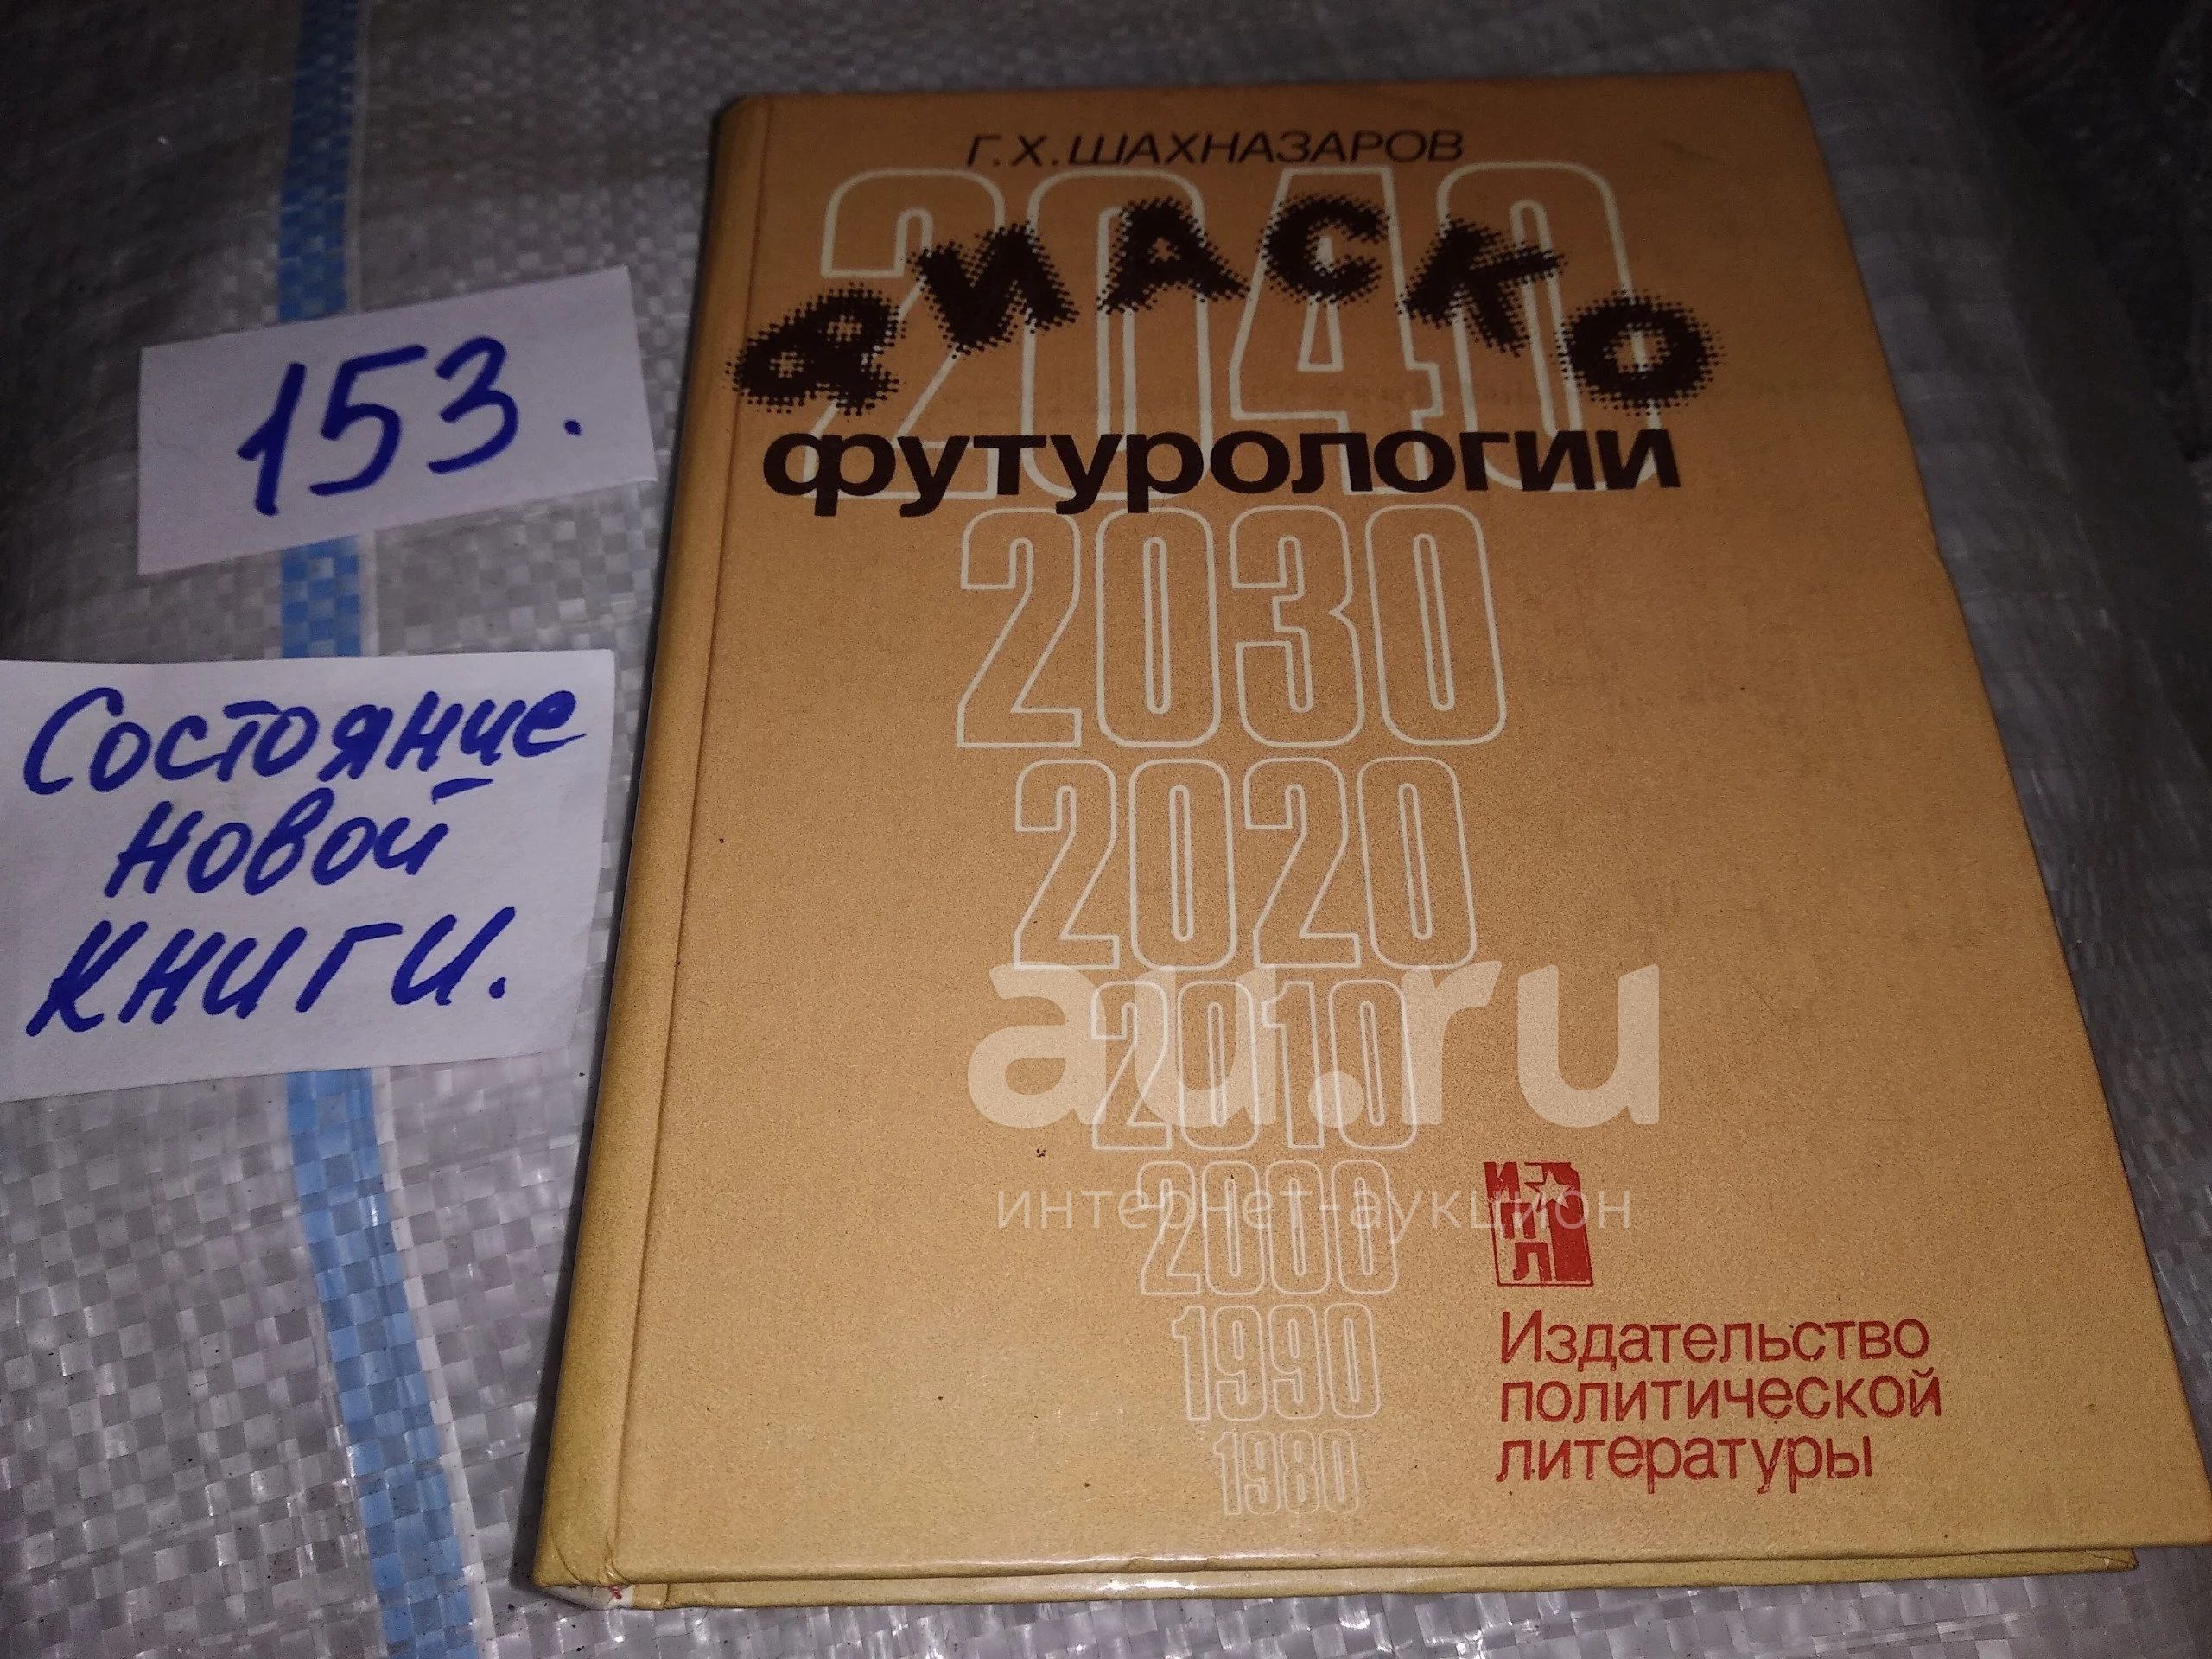 153.
Состояние
новой
книги.
Г.Х.ШАХНАЗАРОВ
2040
ФИАСКО
футурологии
2030
2020
2010
2000
1990
1980
au.ru
интернет-аукцион
ИПЛ
Издательство
политической
литературы